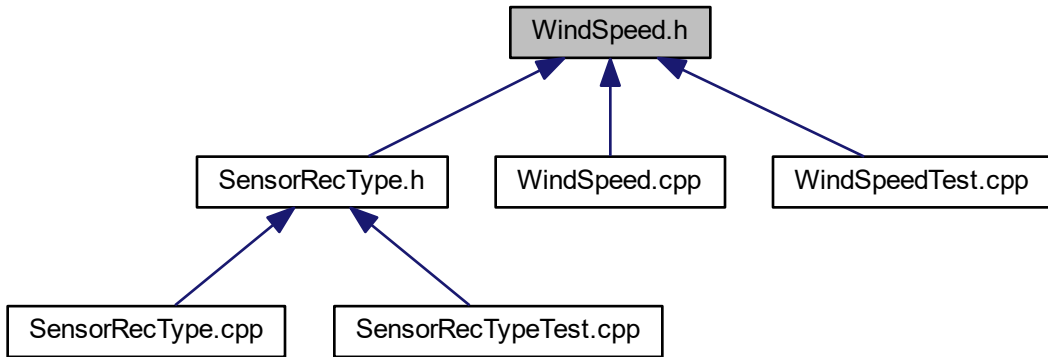 WindSpeed.h
SensorRecType.h
WindSpeed.cpp
WindSpeedTest.cpp
SensorRecType.cpp
SensorRecTypeTest.cpp